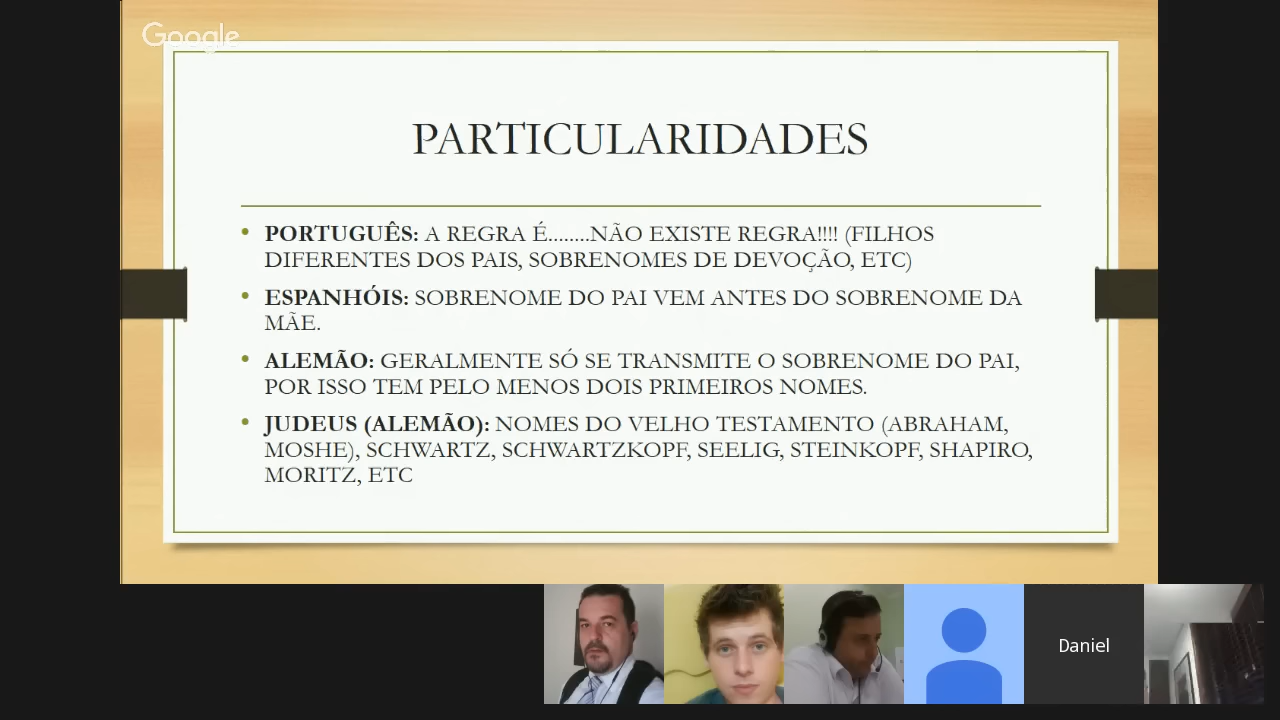 Google
PARTICULARIDADES
• PORTUGUÊS: A REGRA É........NÃO EXISTE REGRA!!!! (FILHOS
DIFERENTES DOS PAIS, SOBRENOMES DE DEVOÇÃO, ETC)
• ESPANHÓIS: SOBRENOME DO PAI VEM ANTES DO SOBRENOME DA
MÃE.
• ALEMÃO: GERALMENTE SÓ SE TRANSMITE O SOBRENOME DO PAI,
POR ISSO TEM PELO MENOS DOIS PRIMEIROS NOMES.
• JUDEUS (ALEMÃO): NOMES DO VELHO TESTAMENTO (ABRAHAM,
MOSHE), SCHWARTZ, SCHWARTZKOPF, SEELIG, STEINKOPF, SHAPIRO,
MORITZ, ETC
Daniel